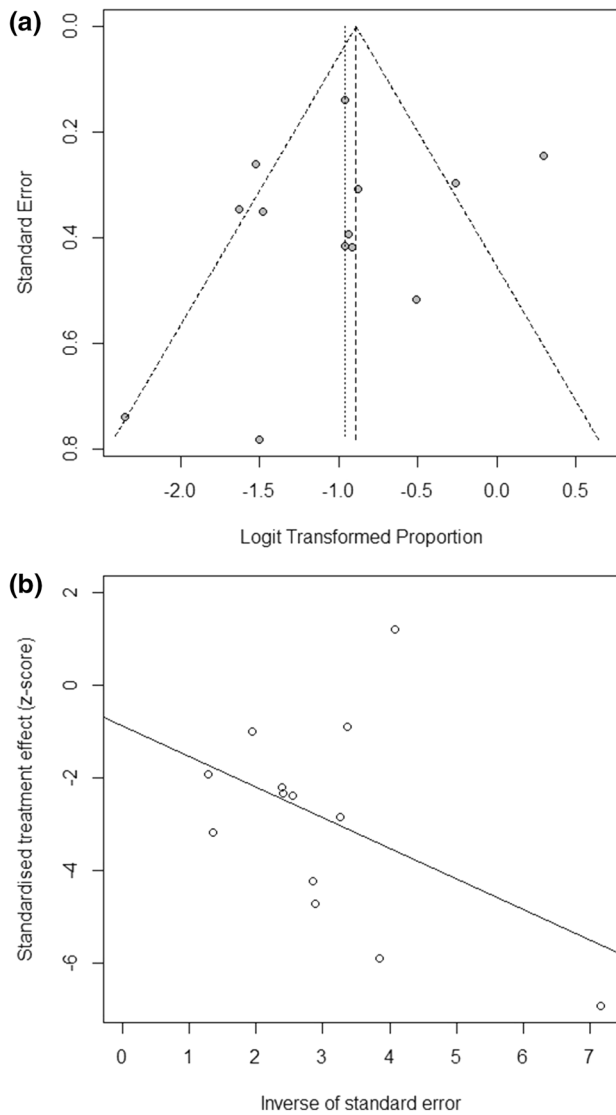 (a)
Standard Error
0.0
0.2
0.4
0.6
0.8
-2.0 -1.5 -1.0 -0.5 0.0 0.5
Logit Transformed Proportion
(b)
Standardised treatment effect (z-score)
2
0
-2
-4
-6
0 1 2 3 4 5 6 7
Inverse of standard error